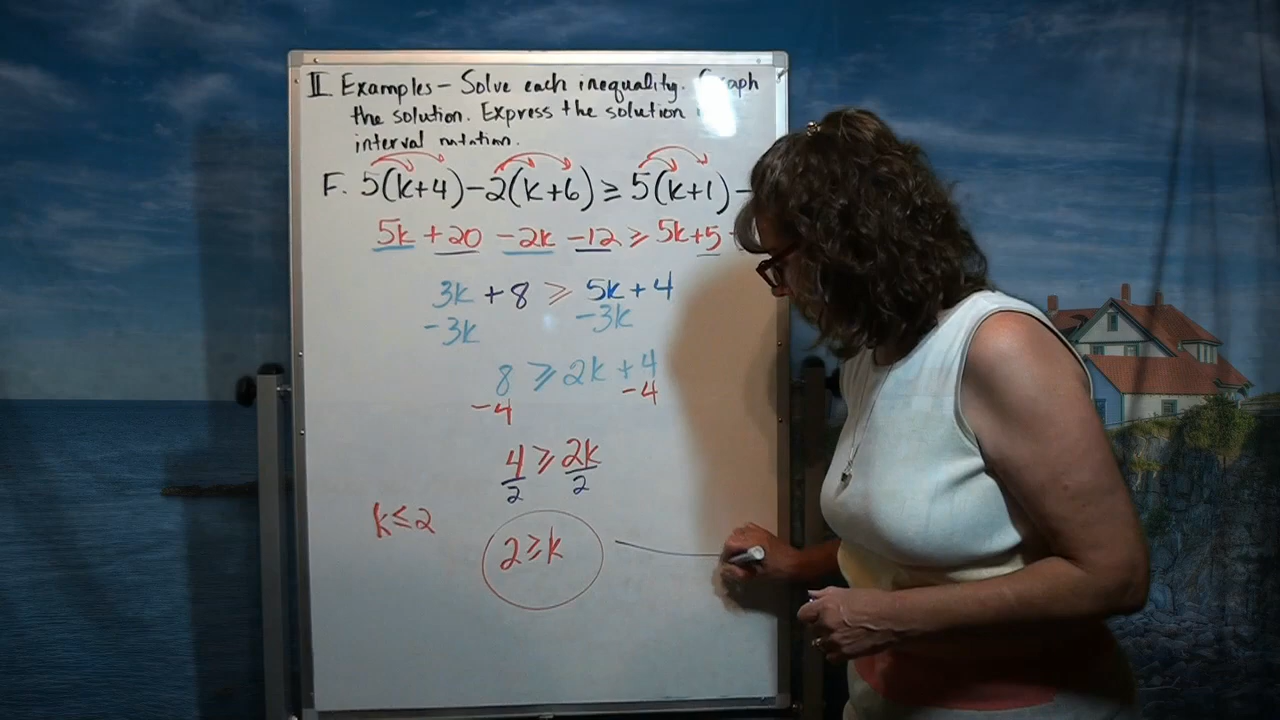 II Examples – Solve each inequality. Graph
the solution. Express the solution
interval notation.
F. 5(k+4)–2(k+6) ≥ 5(k+1)–
5k +20 –2k –12 ≥ 5k+5
3k + 8 ≥ 5k + 4
–3k –3k
8 ≥ 2k + 4
–4 –4
4/2 ≥ 2k/2
k ≤ 2
2 ≥ k